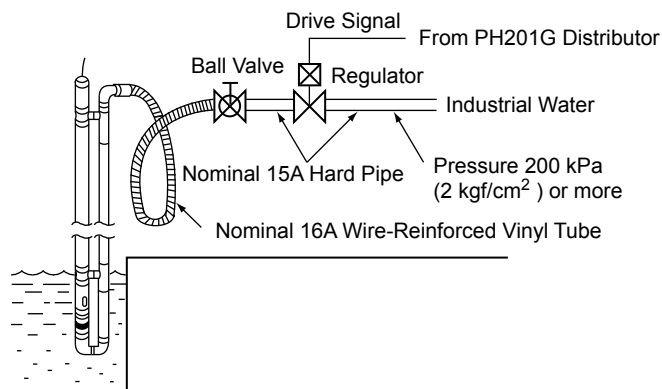 Drive Signal
From PH201G Distributor
Ball Valve
Regulator
Industrial Water
Nominal 15A Hard Pipe
Pressure 200 kPa
(2 kgf/cm²) or more
Nominal 16A Wire-Reinforced Vinyl Tube